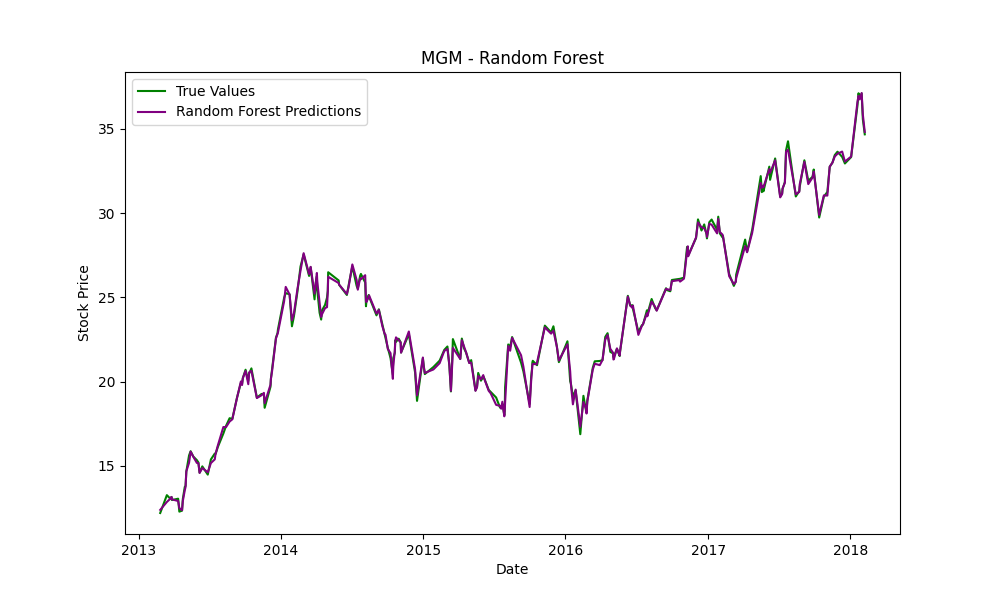 MGM - Random Forest
True Values
Random Forest Predictions
35
30
25
20
15
Stock Price
2013
2014
2015
2016
2017
2018
Date